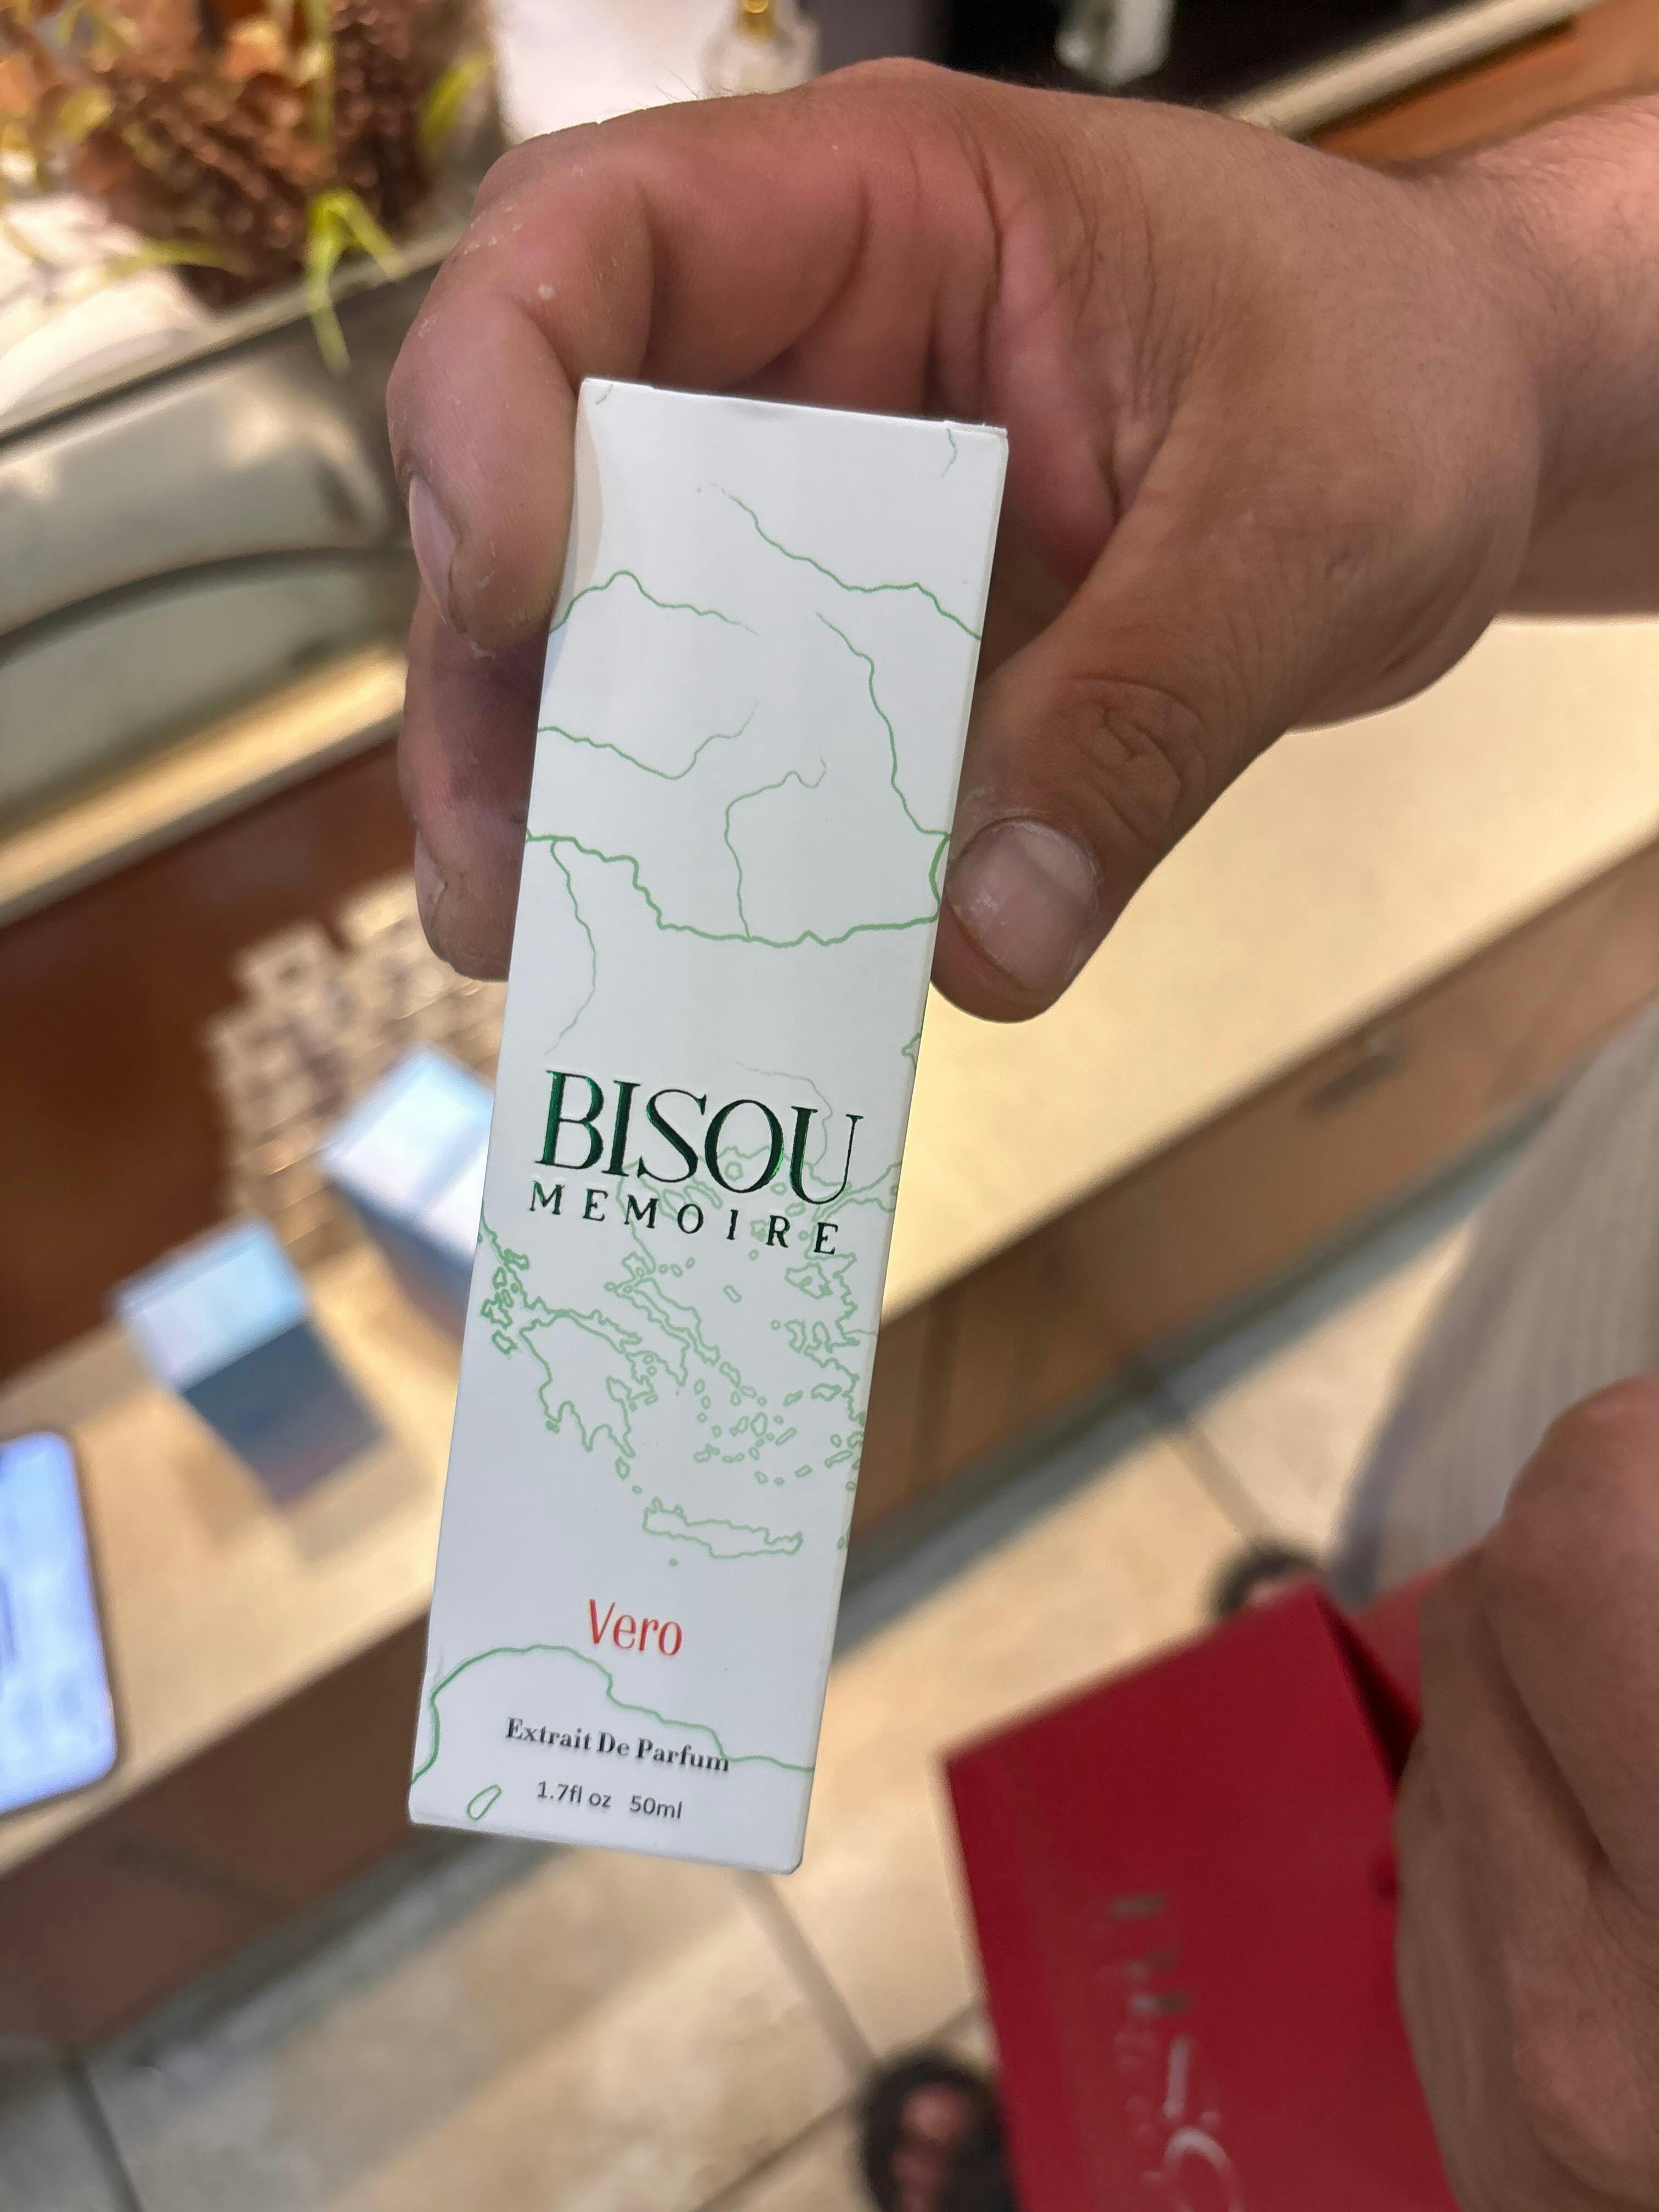 BISOU
MEMOIRE
Vero
Extrait De Parfum
1.7fl oz 50ml